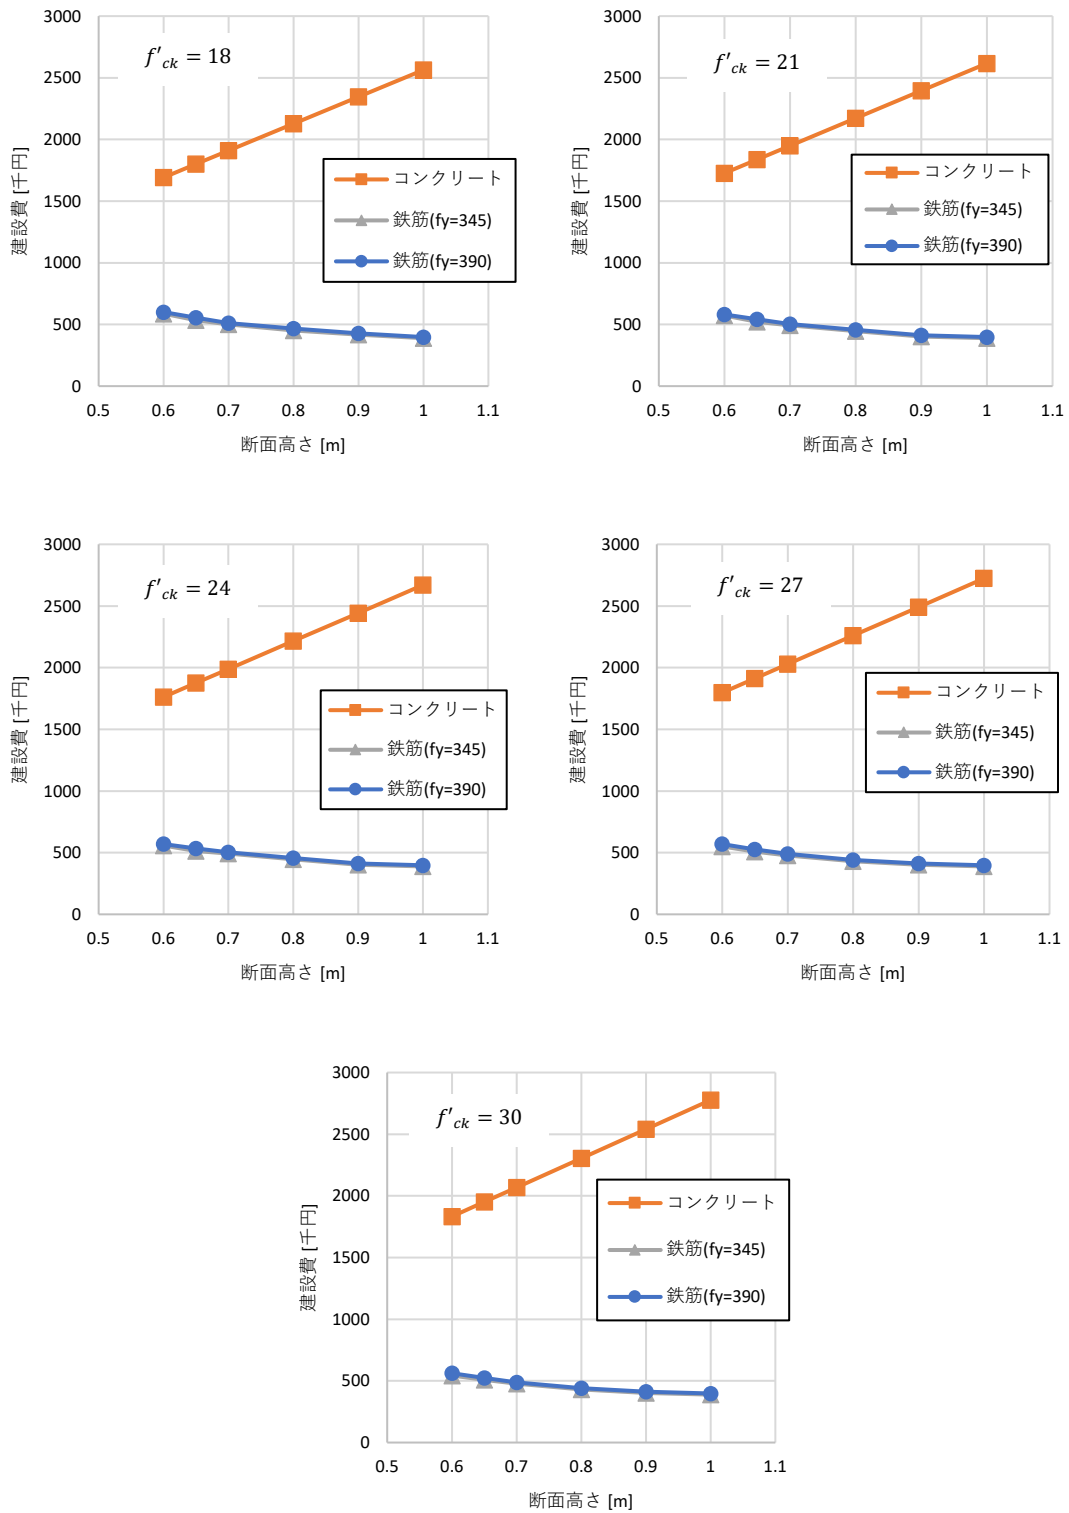 3000
2500
2000
1500
1000
500
0
0.5 0.6 0.7 0.8 0.9 1 1.1
建設費 [千円]
断面高さ [m]
f'ck = 18
コンクリート
鉄筋(fy=345)
鉄筋(fy=390)
3000
2500
2000
1500
1000
500
0
0.5 0.6 0.7 0.8 0.9 1 1.1
建設費 [千円]
断面高さ [m]
f'ck = 21
コンクリート
鉄筋(fy=345)
鉄筋(fy=390)
3000
2500
2000
1500
1000
500
0
0.5 0.6 0.7 0.8 0.9 1 1.1
建設費 [千円]
断面高さ [m]
f'ck = 24
コンクリート
鉄筋(fy=345)
鉄筋(fy=390)
3000
2500
2000
1500
1000
500
0
0.5 0.6 0.7 0.8 0.9 1 1.1
建設費 [千円]
断面高さ [m]
f'ck = 27
コンクリート
鉄筋(fy=345)
鉄筋(fy=390)
3000
2500
2000
1500
1000
500
0
0.5 0.6 0.7 0.8 0.9 1 1.1
建設費 [千円]
断面高さ [m]
f'ck = 30
コンクリート
鉄筋(fy=345)
鉄筋(fy=390)